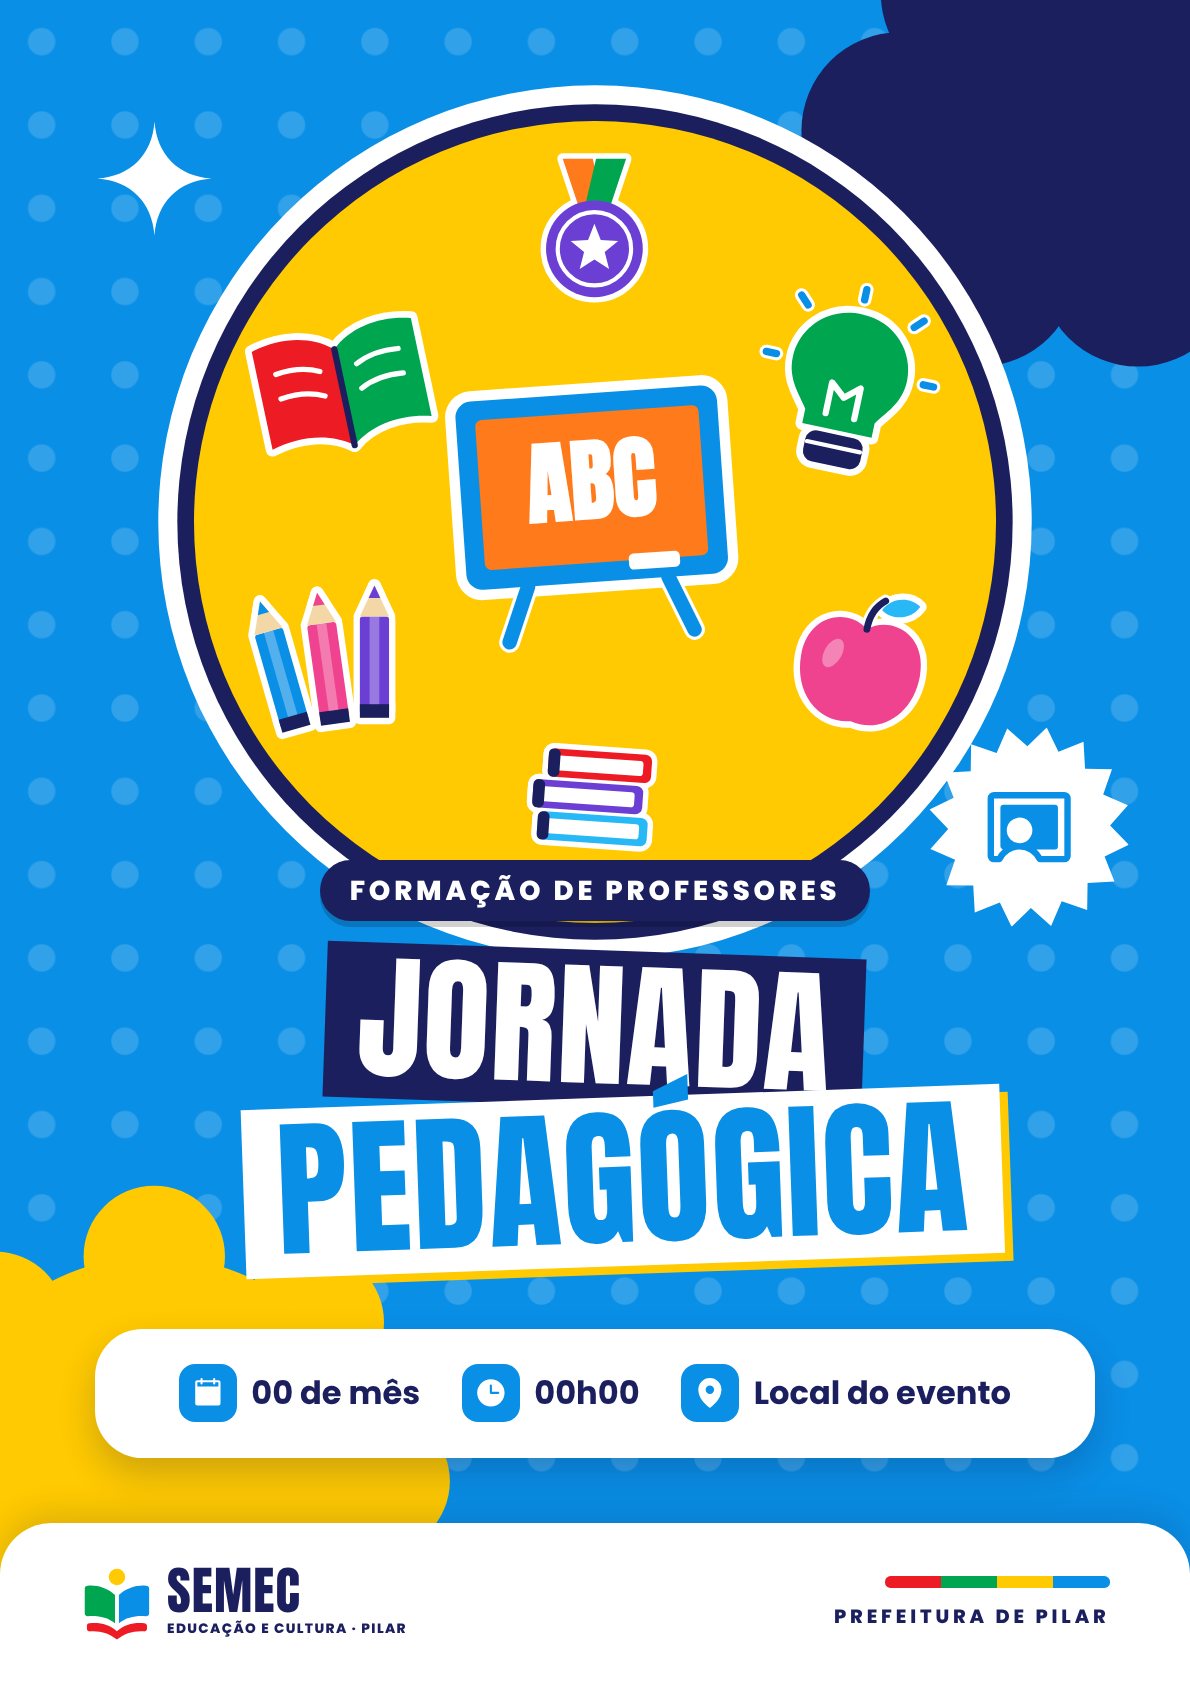 ABC
M
FORMAÇÃO DE PROFESSORES
JORNADA
PEDAGÓGICA
00 de mês
00h00
Local do evento
SEMEC
EDUCAÇÃO E CULTURA · PILAR
PREFEITURA DE PILAR